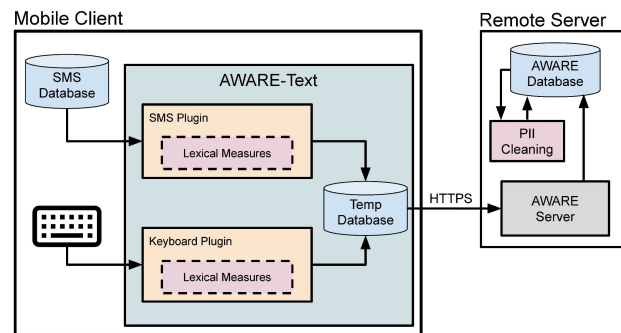 Mobile Client
Remote Server
SMS
Database
AWARE-Text
SMS Plugin
Lexical Measures
Temp
Database
Keyboard Plugin
Lexical Measures
HTTPS
AWARE
Database
PII
Cleaning
AWARE
Server